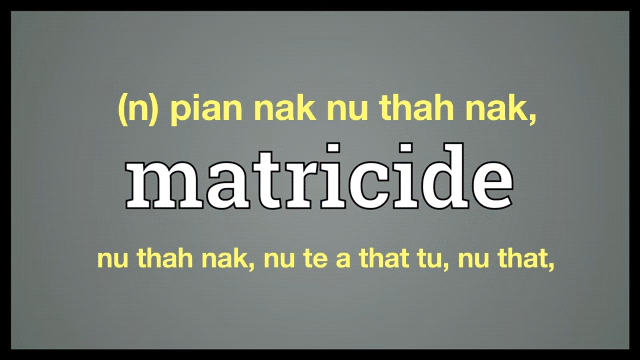 (n) pian nak nu thah nak,
matricide
nu thah nak, nu te a that tu, nu that,